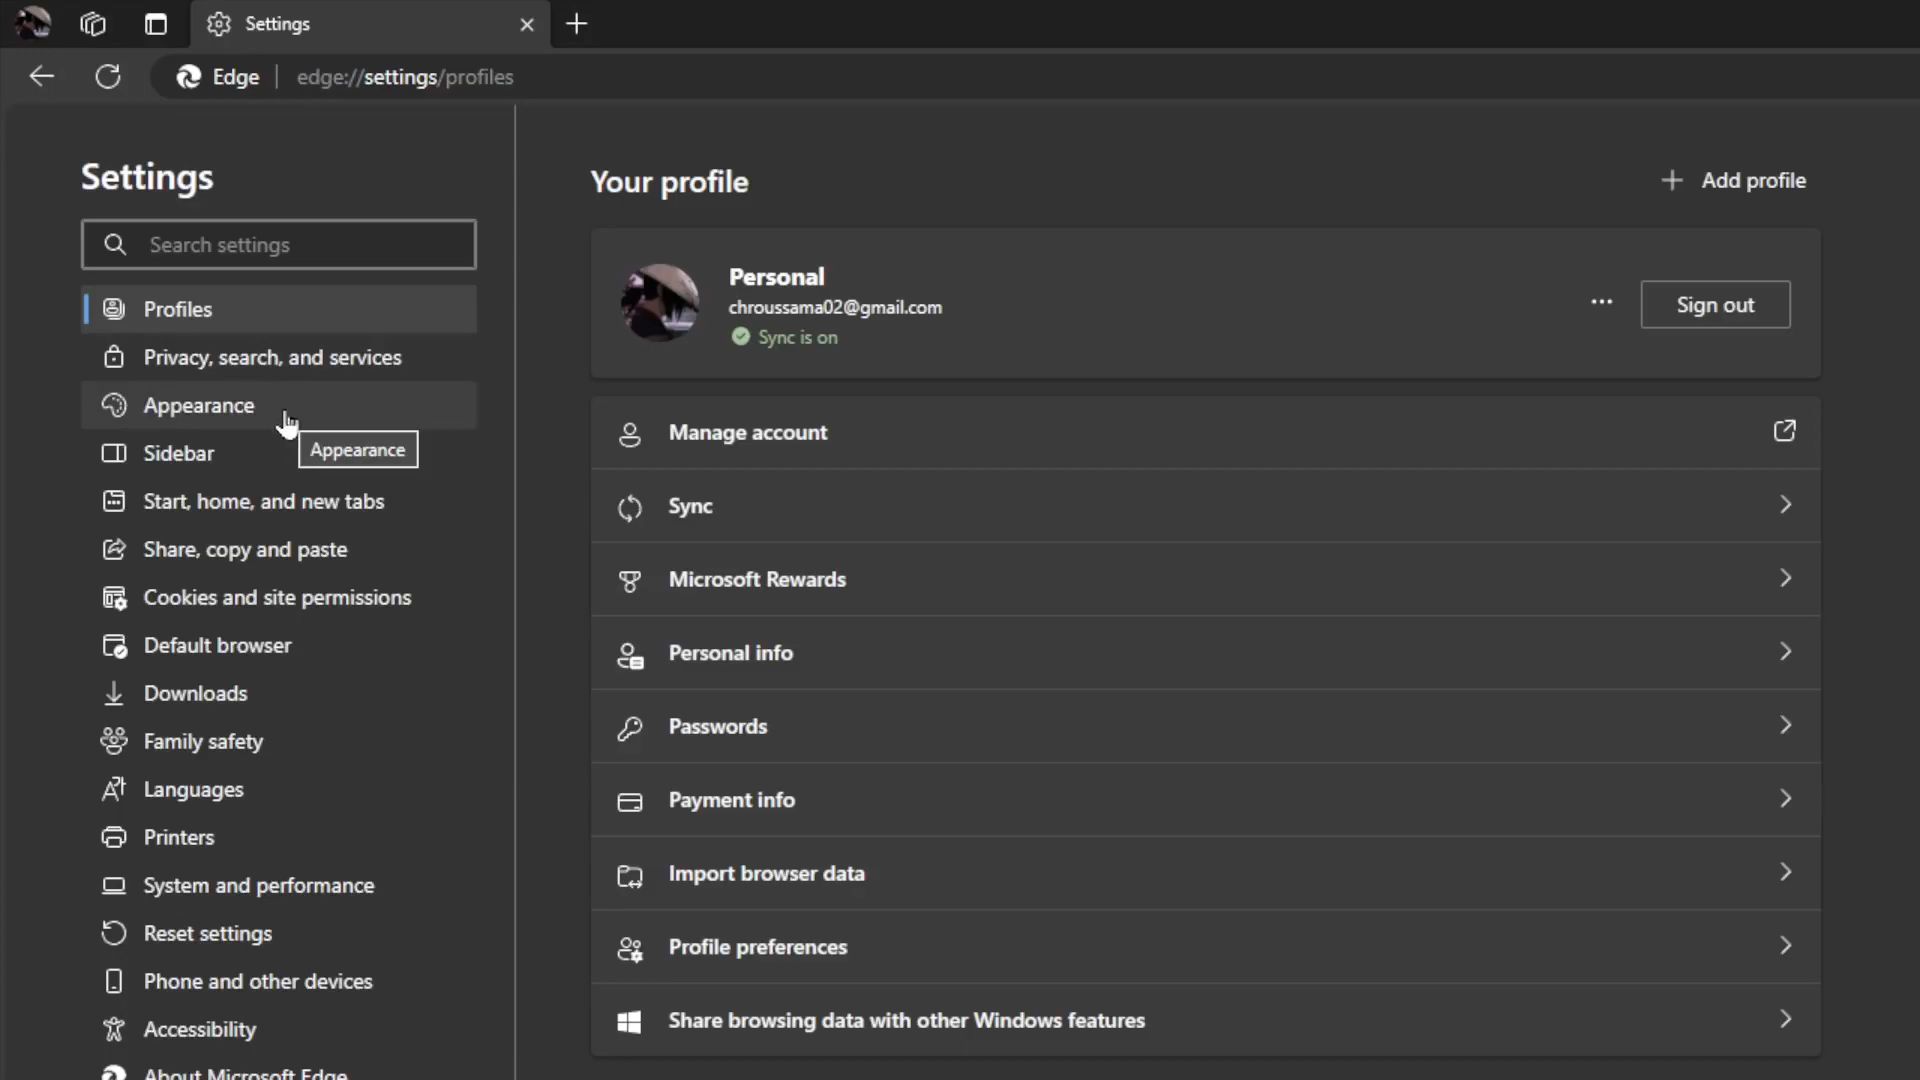 Settings
Edge
edge://settings/profiles
Settings
Search settings
Profiles
Privacy, search, and services
Appearance
Appearance
Sidebar
Start, home, and new tabs
Share, copy and paste
Cookies and site permissions
Default browser
Downloads
Family safety
Languages
Printers
System and performance
Reset settings
Phone and other devices
Accessibility
About Microsoft Edge
Your profile
Add profile
Personal
chroussama02@gmail.com
Sync is on
Sign out
Manage account
Sync
Microsoft Rewards
Personal info
Passwords
Payment info
Import browser data
Profile preferences
Share browsing data with other Windows features